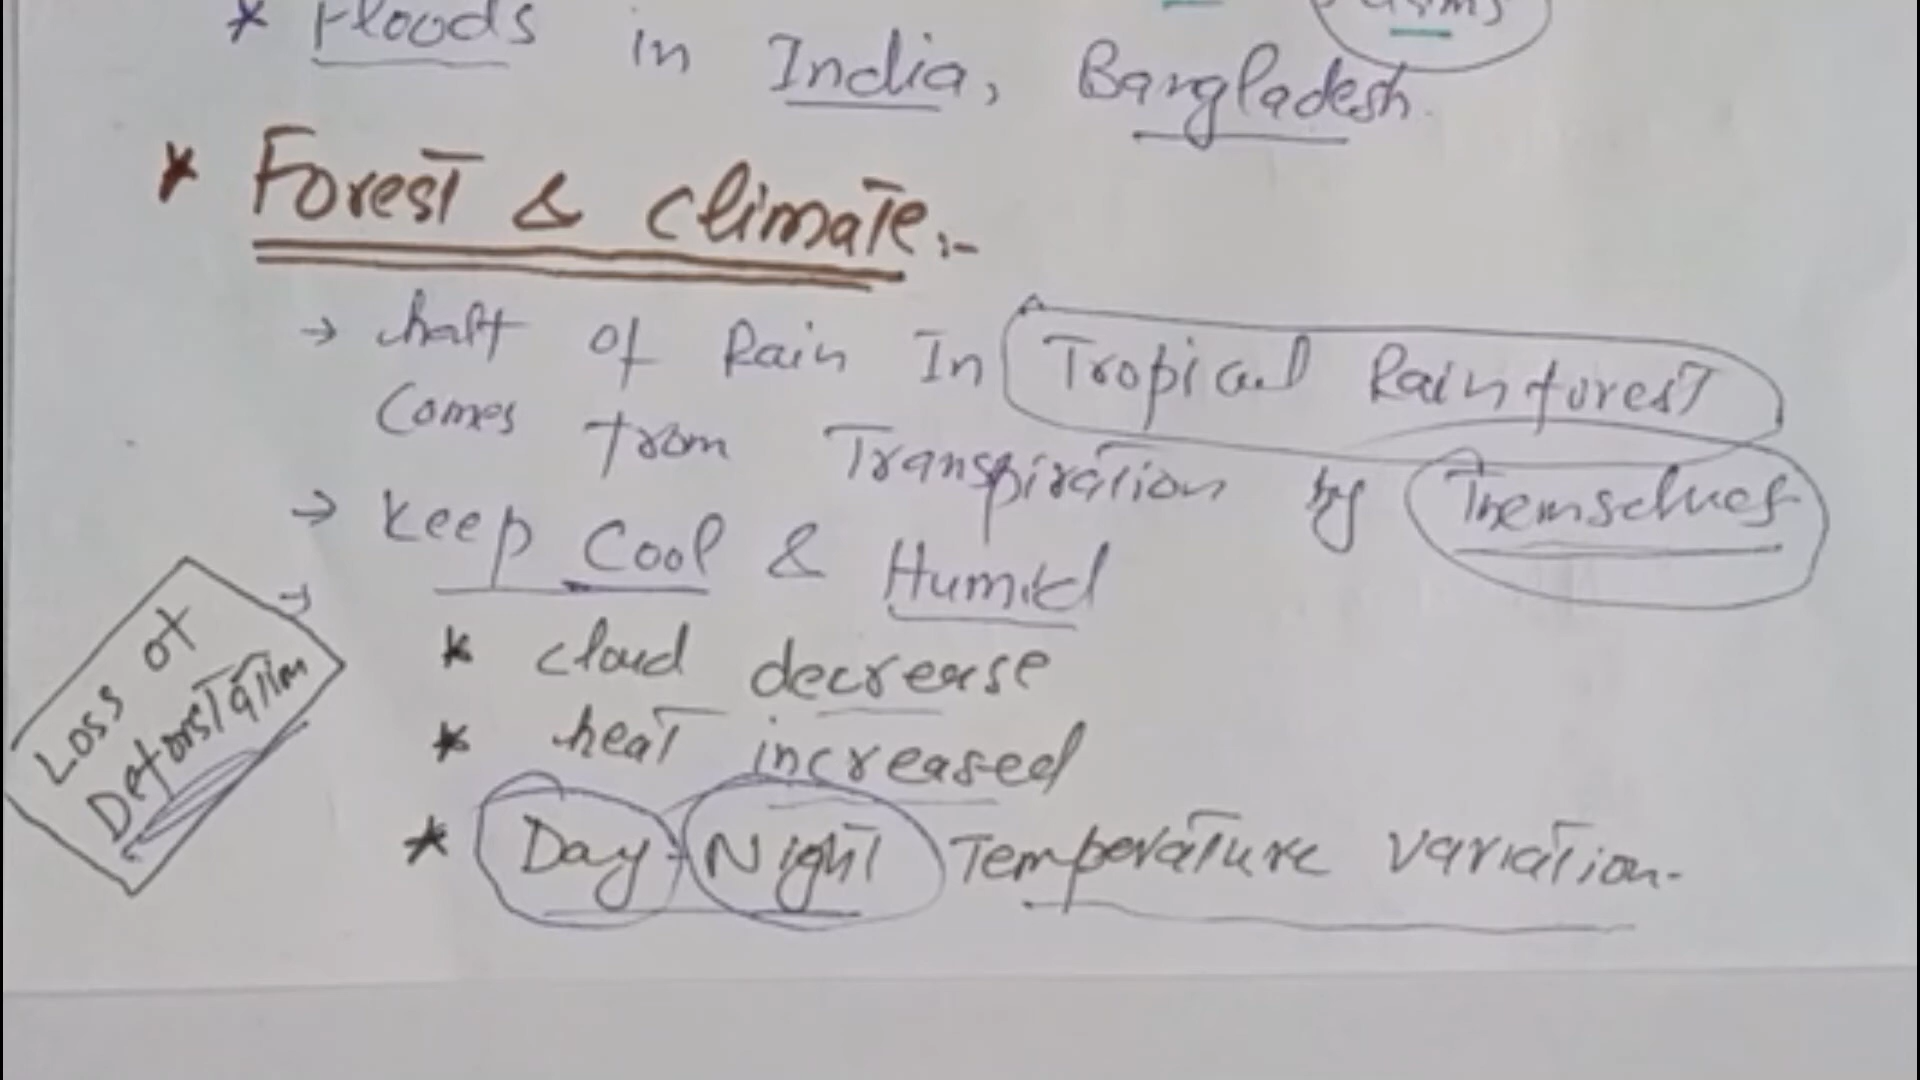 * Floods in India, Bangladesh.
* Forest & climate:-
→ half of Rain In Tropical Rainforest
comes from Transpiration by Themselves
→ keep cool & Humid
Loss of
Deforstation
* cloud decrease
* heat increased
* Day-Night Temperature variation.